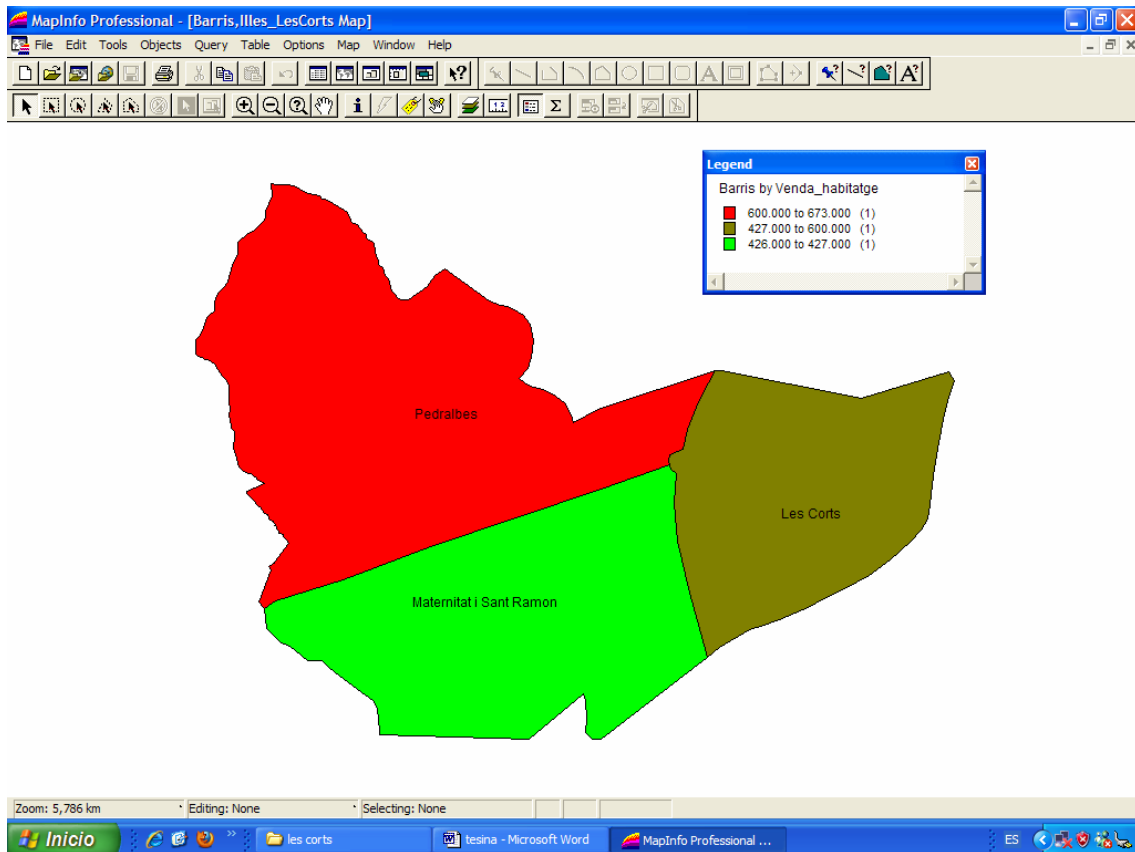 MapInfo Professional - [Barris,Illes_LesCorts Map]
File Edit Tools Objects Query Table Options Map Window Help
Legend
Barris by Venda_habitatge
600.000 to 673.000 (1)
427.000 to 600.000 (1)
426.000 to 427.000 (1)
Pedralbes
Les Corts
Maternitat i Sant Ramon
Zoom: 5,786 km Editing: None Selecting: None
Inicio les corts tesina - Microsoft Word MapInfo Professional ... ES